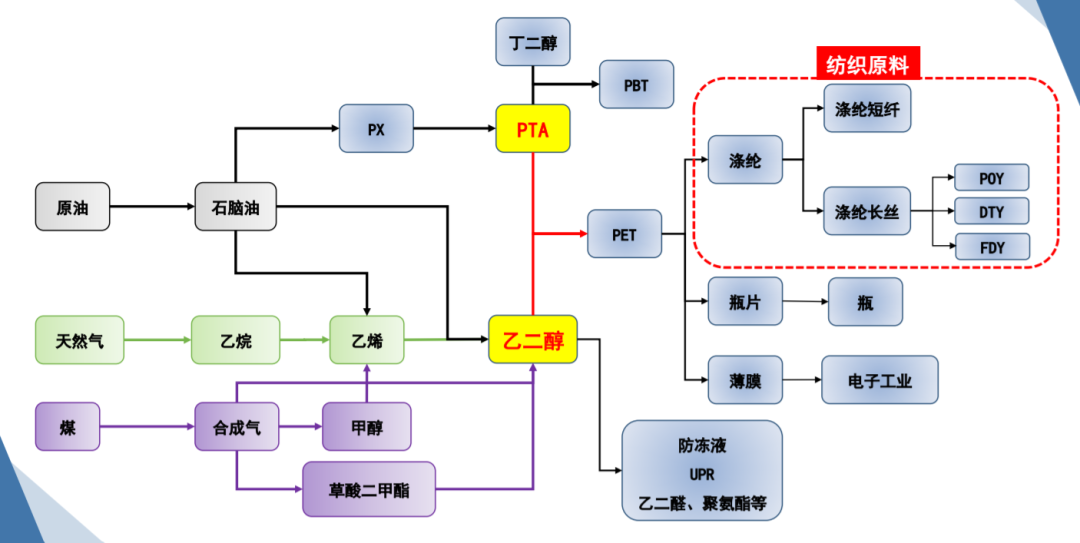 丁二醇
PBT
纺织原料
PX
PTA
涤纶短纤
涤纶
原油
石脑油
PET
涤纶长丝
POY
DTY
FDY
天然气
乙烷
乙烯
乙二醇
瓶片
瓶
薄膜
电子工业
煤
合成气
甲醇
草酸二甲酯
防冻液
UPR
乙二醛、聚氨酯等